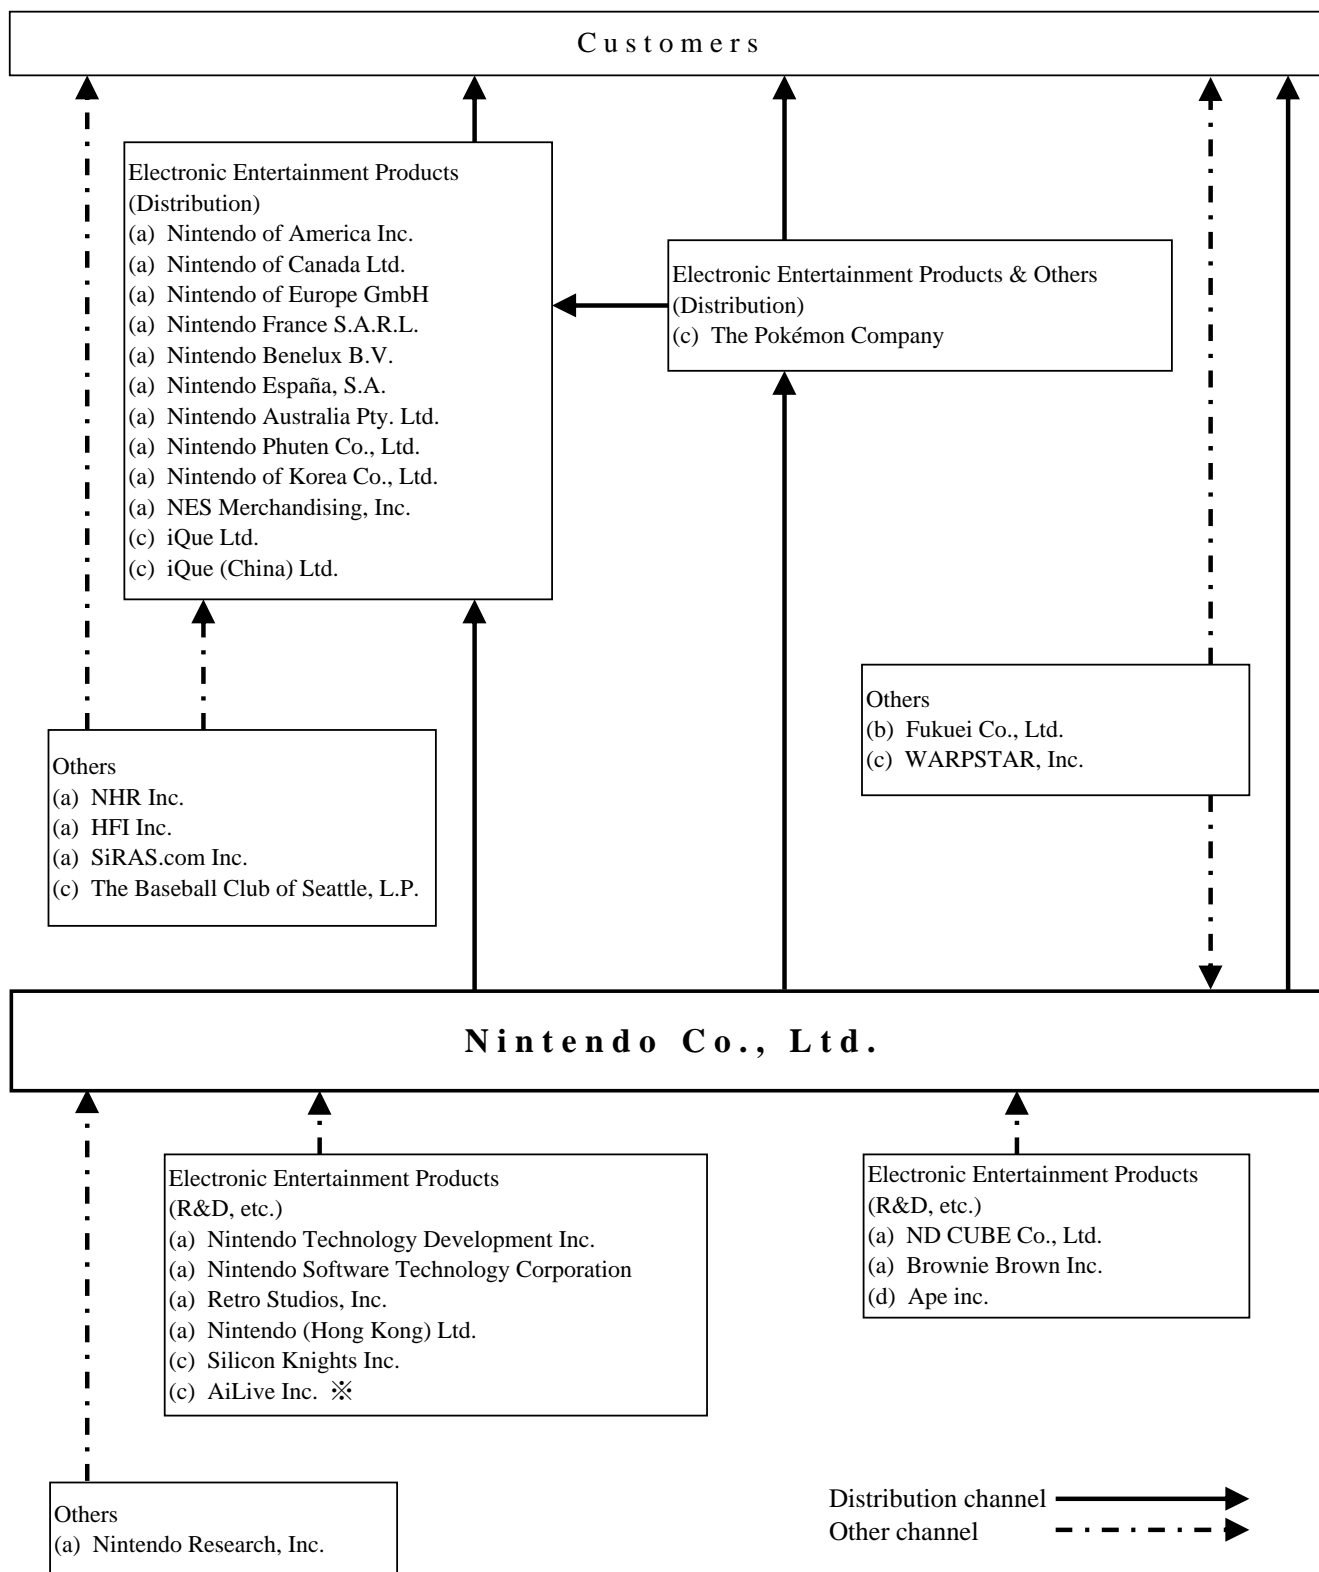 Customers
Electronic Entertainment Products
(Distribution)
(a) Nintendo of America Inc.
(a) Nintendo of Canada Ltd.
(a) Nintendo of Europe GmbH
(a) Nintendo France S.A.R.L.
(a) Nintendo Benelux B.V.
(a) Nintendo España, S.A.
(a) Nintendo Australia Pty. Ltd.
(a) Nintendo Phuten Co., Ltd.
(a) Nintendo of Korea Co., Ltd.
(a) NES Merchandising, Inc.
(c) iQue Ltd.
(c) iQue (China) Ltd.
Electronic Entertainment Products & Others
(Distribution)
(c) The Pokémon Company
Others
(b) Fukuei Co., Ltd.
(c) WARPSTAR, Inc.
Others
(a) NHR Inc.
(a) HFI Inc.
(a) SiRAS.com Inc.
(c) The Baseball Club of Seattle, L.P.
Nintendo Co., Ltd.
Electronic Entertainment Products
(R&D, etc.)
(a) Nintendo Technology Development Inc.
(a) Nintendo Software Technology Corporation
(a) Retro Studios, Inc.
(a) Nintendo (Hong Kong) Ltd.
(c) Silicon Knights Inc.
(c) AiLive Inc. ※
Electronic Entertainment Products
(R&D, etc.)
(a) ND CUBE Co., Ltd.
(a) Brownie Brown Inc.
(d) Ape inc.
Others
(a) Nintendo Research, Inc.
Distribution channel
Other channel